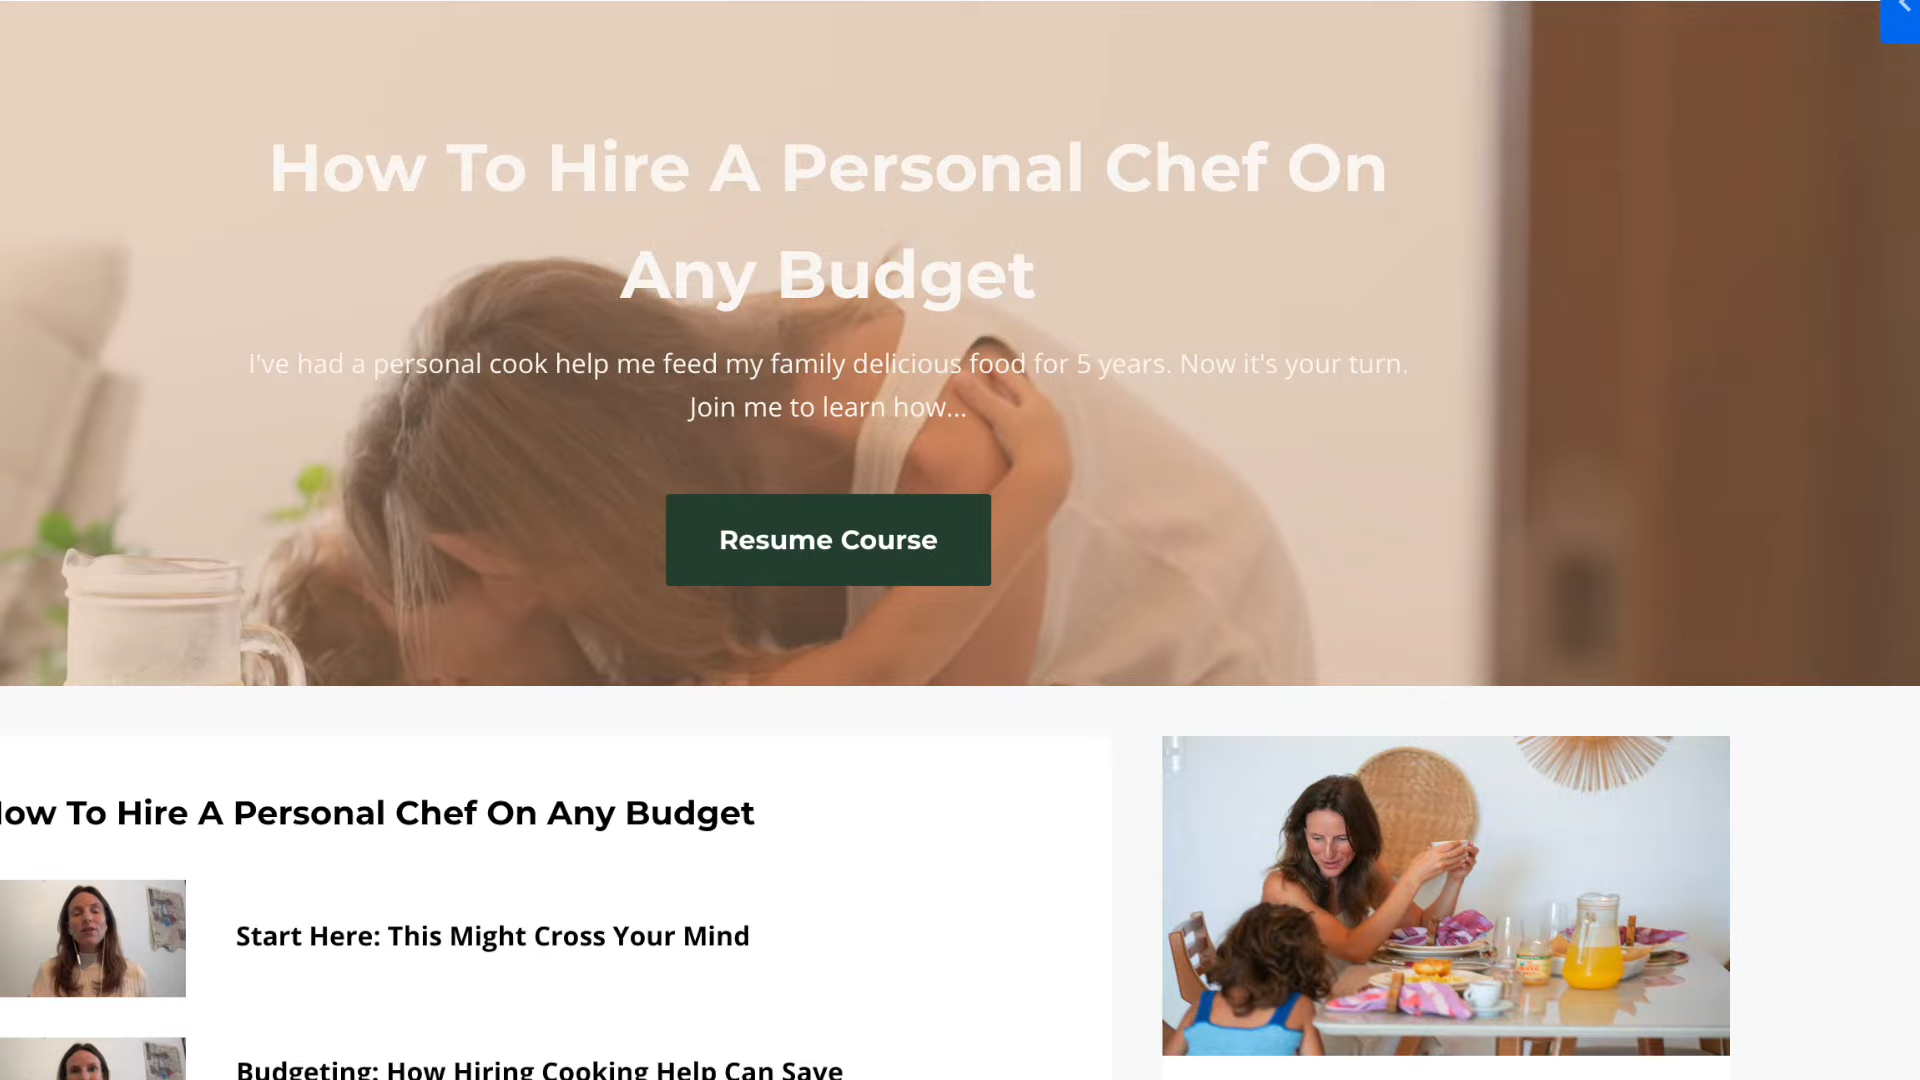 How To Hire A Personal Chef On
Any Budget
I've had a personal cook help me feed my family delicious food for 5 years. Now it's your turn.
Join me to learn how...
Resume Course
How To Hire A Personal Chef On Any Budget
Start Here: This Might Cross Your Mind
Budgeting: How Hiring Cooking Help Can Save